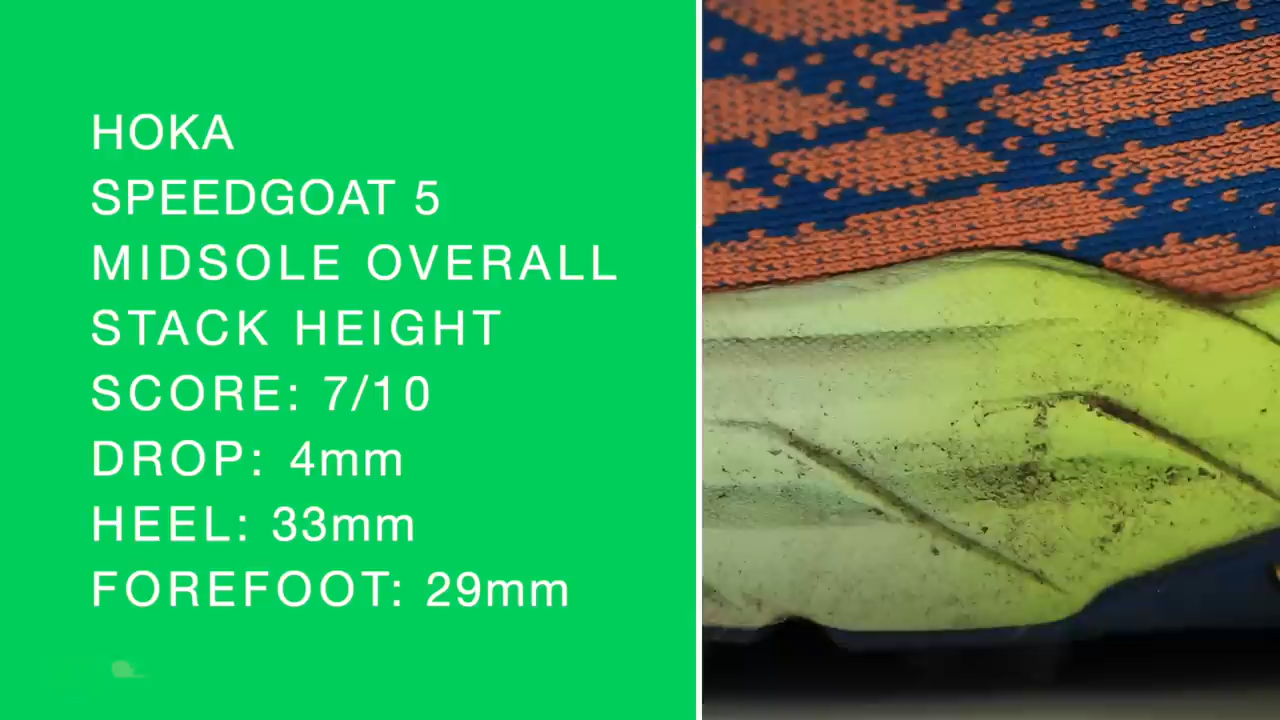 HOKA
SPEEDGOAT 5
MIDSOLE OVERALL
STACK HEIGHT
SCORE: 7/10
DROP: 4mm
HEEL: 33mm
FOREFOOT: 29mm